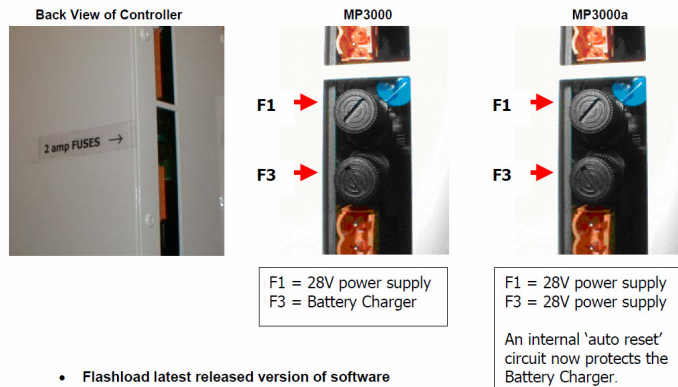 Back View of Controller
MP3000
MP3000a
2 amp FUSES →
F1
F3
F1
F3
F1 = 28V power supply
F3 = Battery Charger
F1 = 28V power supply
F3 = 28V power supply
An internal ‘auto reset’
circuit now protects the
Battery Charger.
• Flashload latest released version of software